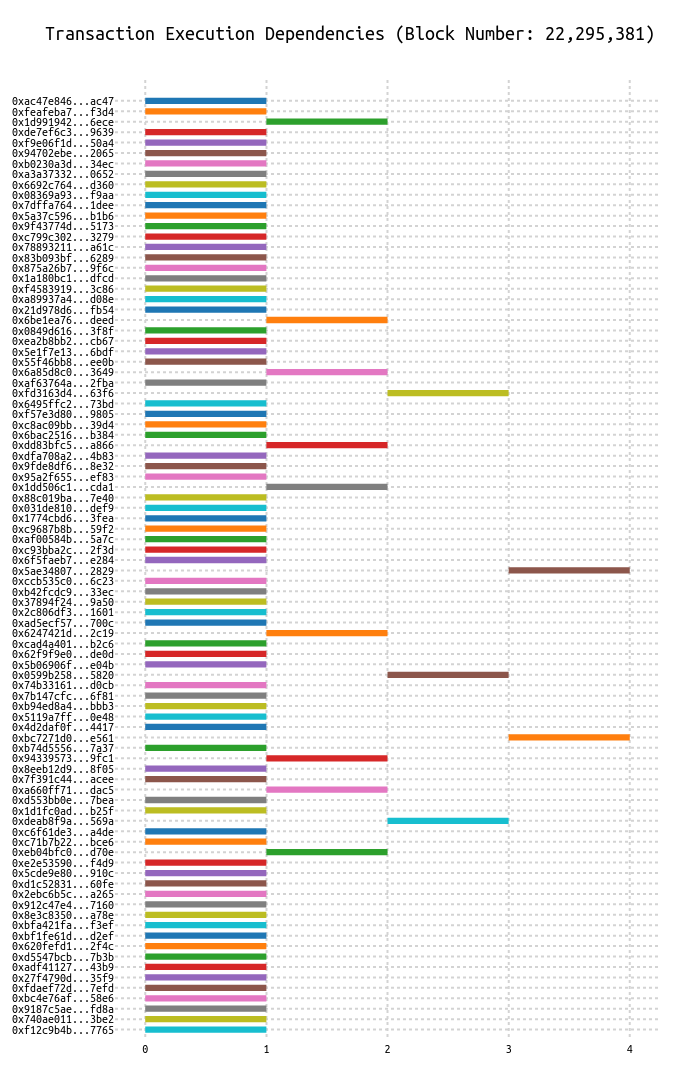 Transaction Execution Dependencies (Block Number: 22,295,381)
0xac47e846...ac47
0xfeafeba7...f3d4
0x1d991942...6ece
0xde7ef6c3...9639
0xf9e06f1d...50a4
0x94702ebe...2065
0xb0230a3d...34ec
0xa3a37332...0652
0x6692c764...d360
0x08369a93...f9aa
0x7dffa764...1dee
0x5a37c596...b1b6
0x9f43774d...5173
0xc799c302...3279
0x78893211...a61c
0x83b093bf...6289
0x875a26b7...9f6c
0x1a180bc1...dfcd
0xf4583919...3c86
0xa89937a4...d08e
0x21d978d6...fb54
0x6be1ea76...deed
0x0849d616...3f8f
0xea2b8bb2...cb67
0x5e1f7e13...6bdf
0x55f46bb8...ee0b
0x6a85d8c0...3649
0xaf63764a...2fba
0xfd3163d4...63f6
0x6495ffc2...73bd
0xf57e3d80...9805
0xc8ac09bb...39d4
0x6bac2516...b384
0xdd83bfc5...a866
0xdfa708a2...4b83
0x9fde8df6...8e32
0x95a2f655...ef83
0x1dd506c1...cda1
0x88c019ba...7e40
0x031de810...def9
0x1774cbd6...3fea
0xc9687b8b...59f2
0xaf00584b...5a7c
0xc93bba2c...2f3d
0x6f5faeb7...e284
0x5ae34807...2829
0xccb535c0...6c23
0xb42fcdc9...33ec
0x37894f24...9a50
0x2c806df3...1601
0xad5ecf57...700c
0x6247421d...2c19
0xcad4a401...b2c6
0x62f9f9e0...de0d
0x5b06906f...e04b
0x0599b258...5820
0x74b33161...d0cb
0x7b147cfc...6f81
0xb94ed8a4...bbb3
0x5119a7ff...0e48
0x4d2daf0f...4417
0xbc7271d0...e561
0xb74d5556...7a37
0x94339573...9fc1
0x8eeb12d9...8f05
0x7f391c44...acee
0xa660ff71...dac5
0xd553bb0e...7bea
0x1d1fc0ad...b25f
0xdeab8f9a...569a
0xc6f61de3...a4de
0xc71b7b22...bce6
0xeb04bfc0...d70e
0xe2e53590...f4d9
0x5cde9e80...910c
0xd1c52831...60fe
0x2ebc6b5c...a265
0x912c47e4...7160
0x8e3c8350...a78e
0xbfa421fa...f3ef
0xbf1fe61d...d2ef
0x620fefd1...2f4c
0xd5547bcb...7b3b
0xadf41127...43b9
0x27f4790d...35f9
0xfdaef72d...7efd
0xbc4e76af...58e6
0x9187c5ae...fd8a
0x740ae011...3be2
0xf12c9b4b...7765
0 1 2 3 4